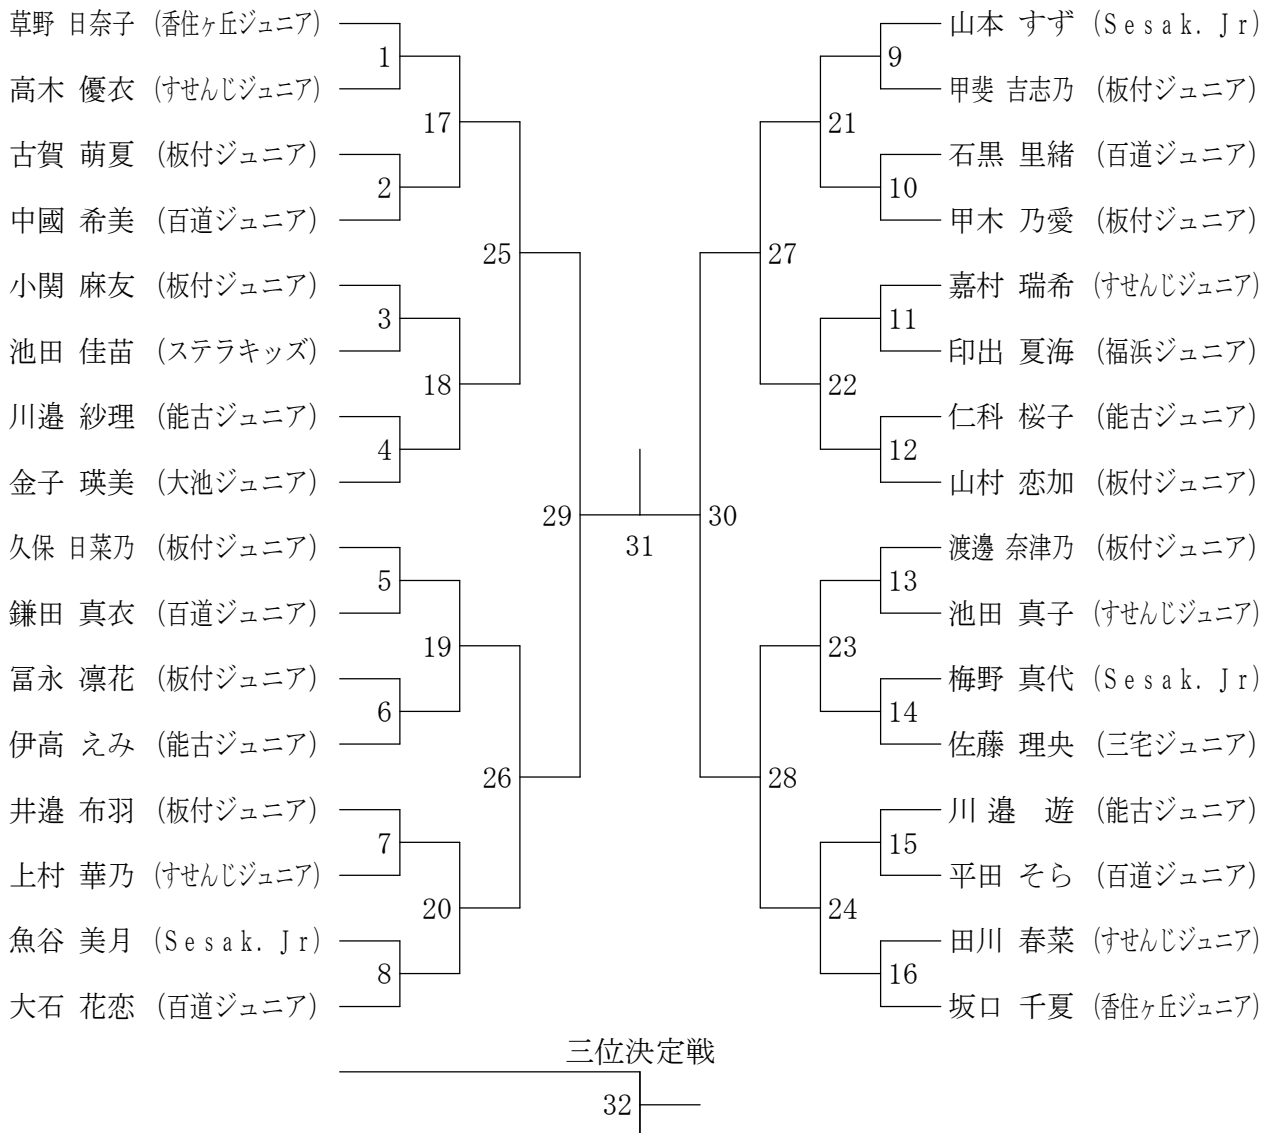 草野 日奈子 (香住ヶ丘ジュニア)
1
高木 優衣 (すせんじジュニア)
17
古賀 萌夏 (板付ジュニア)
2
中國 希美 (百道ジュニア)
25
小関 麻友 (板付ジュニア)
3
池田 佳苗 (ステラキッズ)
18
川邉 紗理 (能古ジュニア)
4
金子 瑛美 (大池ジュニア)
29
久保 日菜乃 (板付ジュニア)
5
鎌田 真衣 (百道ジュニア)
19
冨永 凛花 (板付ジュニア)
6
伊高 えみ (能古ジュニア)
26
井邉 布羽 (板付ジュニア)
7
上村 華乃 (すせんじジュニア)
20
魚谷 美月 (Sesak. Jr)
8
大石 花恋 (百道ジュニア)
31
山本 すず (Sesak. Jr)
9
甲斐 吉志乃 (板付ジュニア)
21
石黒 里緒 (百道ジュニア)
10
甲木 乃愛 (板付ジュニア)
27
嘉村 瑞希 (すせんじジュニア)
11
印出 夏海 (福浜ジュニア)
22
仁科 桜子 (能古ジュニア)
12
山村 恋加 (板付ジュニア)
30
渡邊 奈津乃 (板付ジュニア)
13
池田 真子 (すせんじジュニア)
23
梅野 真代 (Sesak. Jr)
14
佐藤 理央 (三宅ジュニア)
28
川邉 遊 (能古ジュニア)
15
平田 そら (百道ジュニア)
24
田川 春菜 (すせんじジュニア)
16
坂口 千夏 (香住ヶ丘ジュニア)
三位決定戦
32